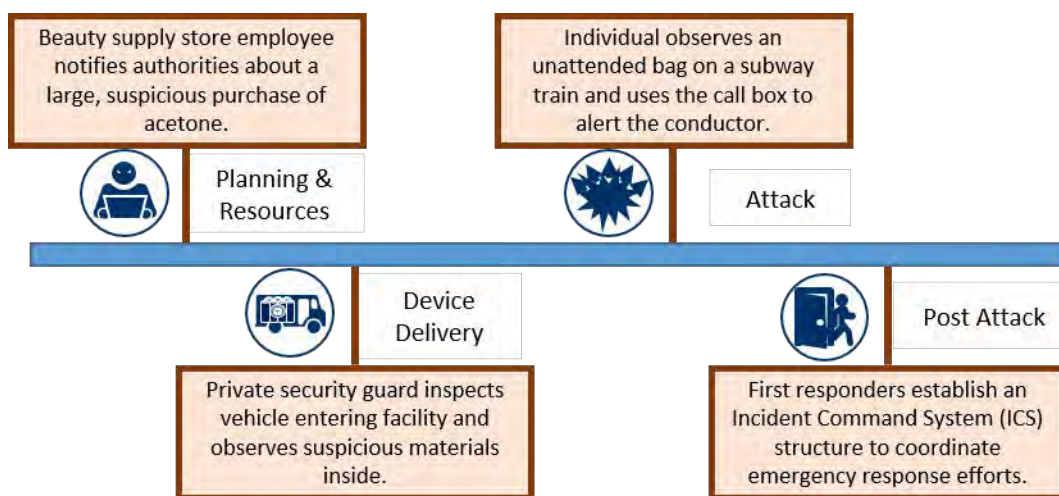 Beauty supply store employee
notifies authorities about a
large, suspicious purchase of
acetone.
Planning &
Resources
Individual observes an
unattended bag on a subway
train and uses the call box to
alert the conductor.
Attack
Device
Delivery
Private security guard inspects
vehicle entering facility and
observes suspicious materials
inside.
Post Attack
First responders establish an
Incident Command System (ICS)
structure to coordinate
emergency response efforts.